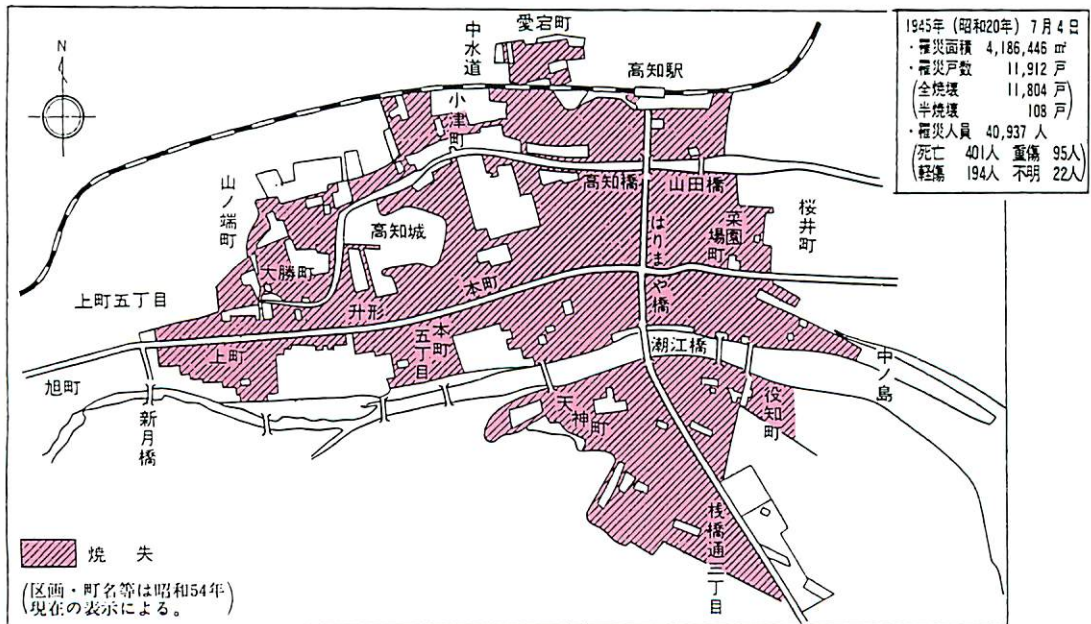 1945年（昭和20年）7月4日
・罹災面積 4,186,446 ㎡
・罹災戸数 11,912 戸
（全焼壊 11,804 戸
半焼壊 108 戸）
・罹災人員 40,937 人
（死亡 401人 重傷 95人
軽傷 194人 不明 22人）
N
愛宕町
中水道
高知駅
小津町
高知橋
山田橋
山ノ端町
高知城
はりまや橋
菜園場町
桜井町
大勝町
本町
升形
上町五丁目
上町
本町五丁目
潮江橋
旭町
新月橋
天神町
役知町
中ノ島
桟橋通三丁目
焼 失
（区画・町名等は昭和54年
現在の表示による。）